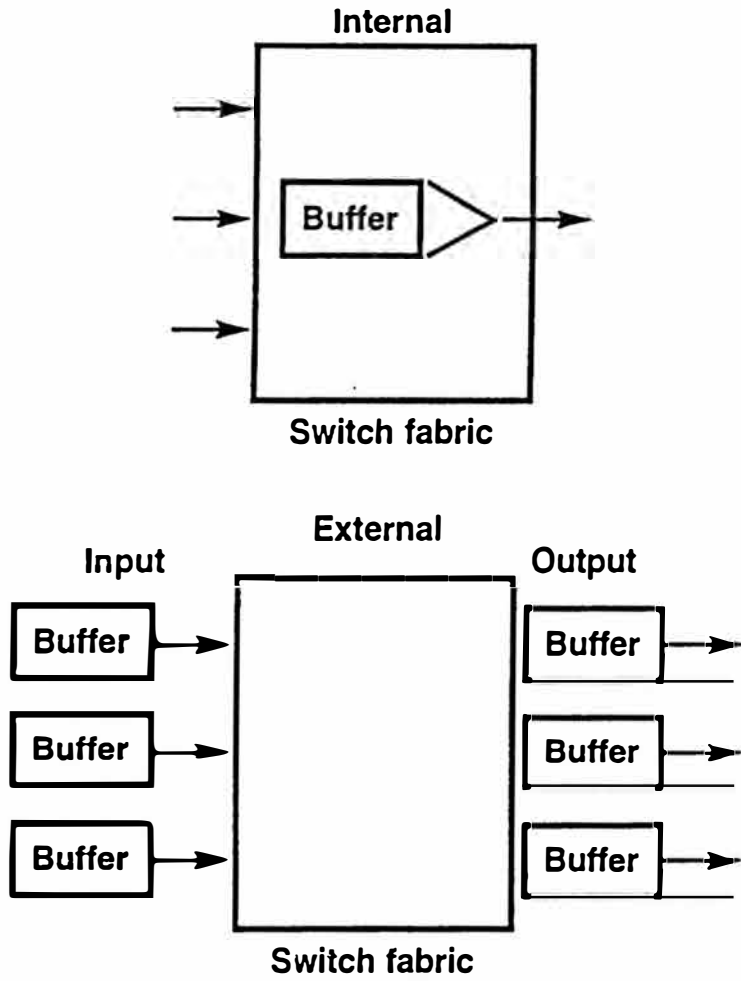 Internal
Buffer
Switch fabric
External
Input
Output
Buffer
Buffer
Buffer
Buffer
Buffer
Buffer
Switch fabric